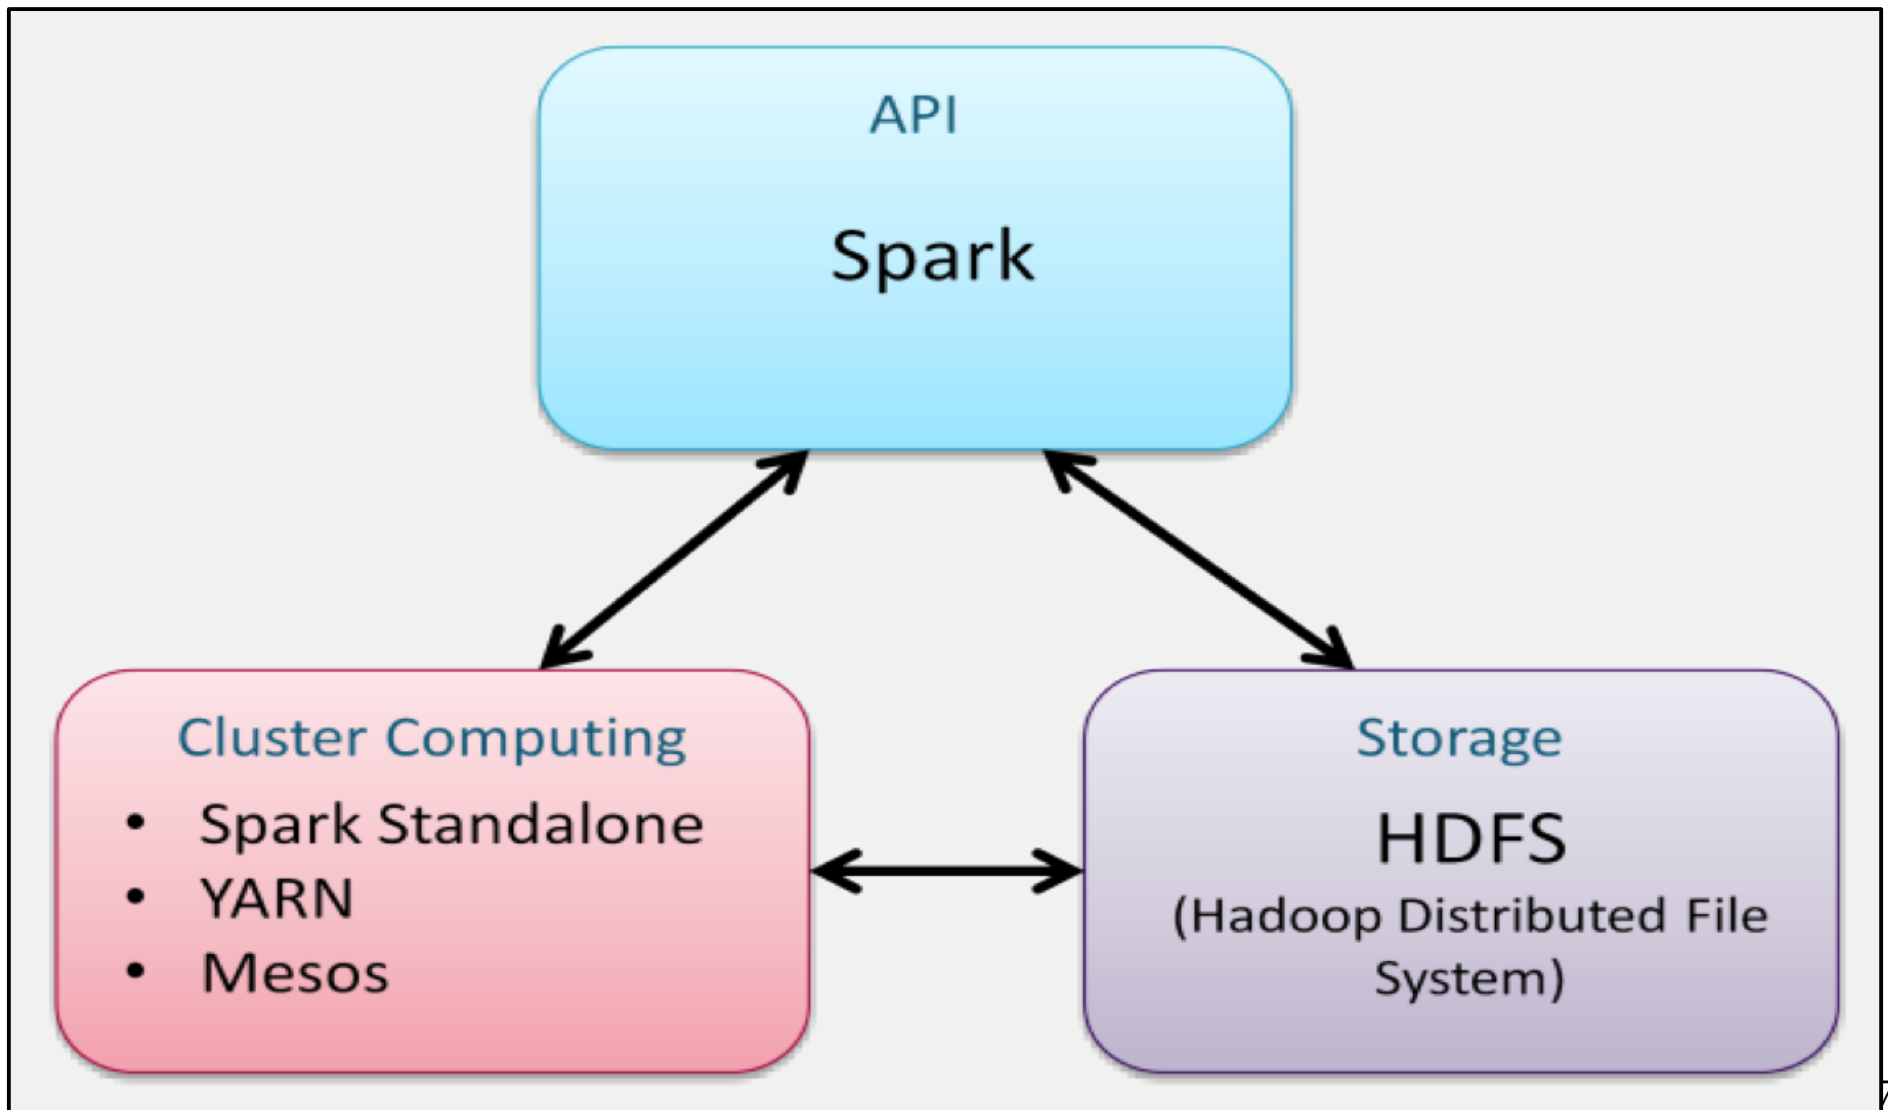 API
Spark
Cluster Computing
• Spark Standalone
• YARN
• Mesos
Storage
HDFS
(Hadoop Distributed File
System)